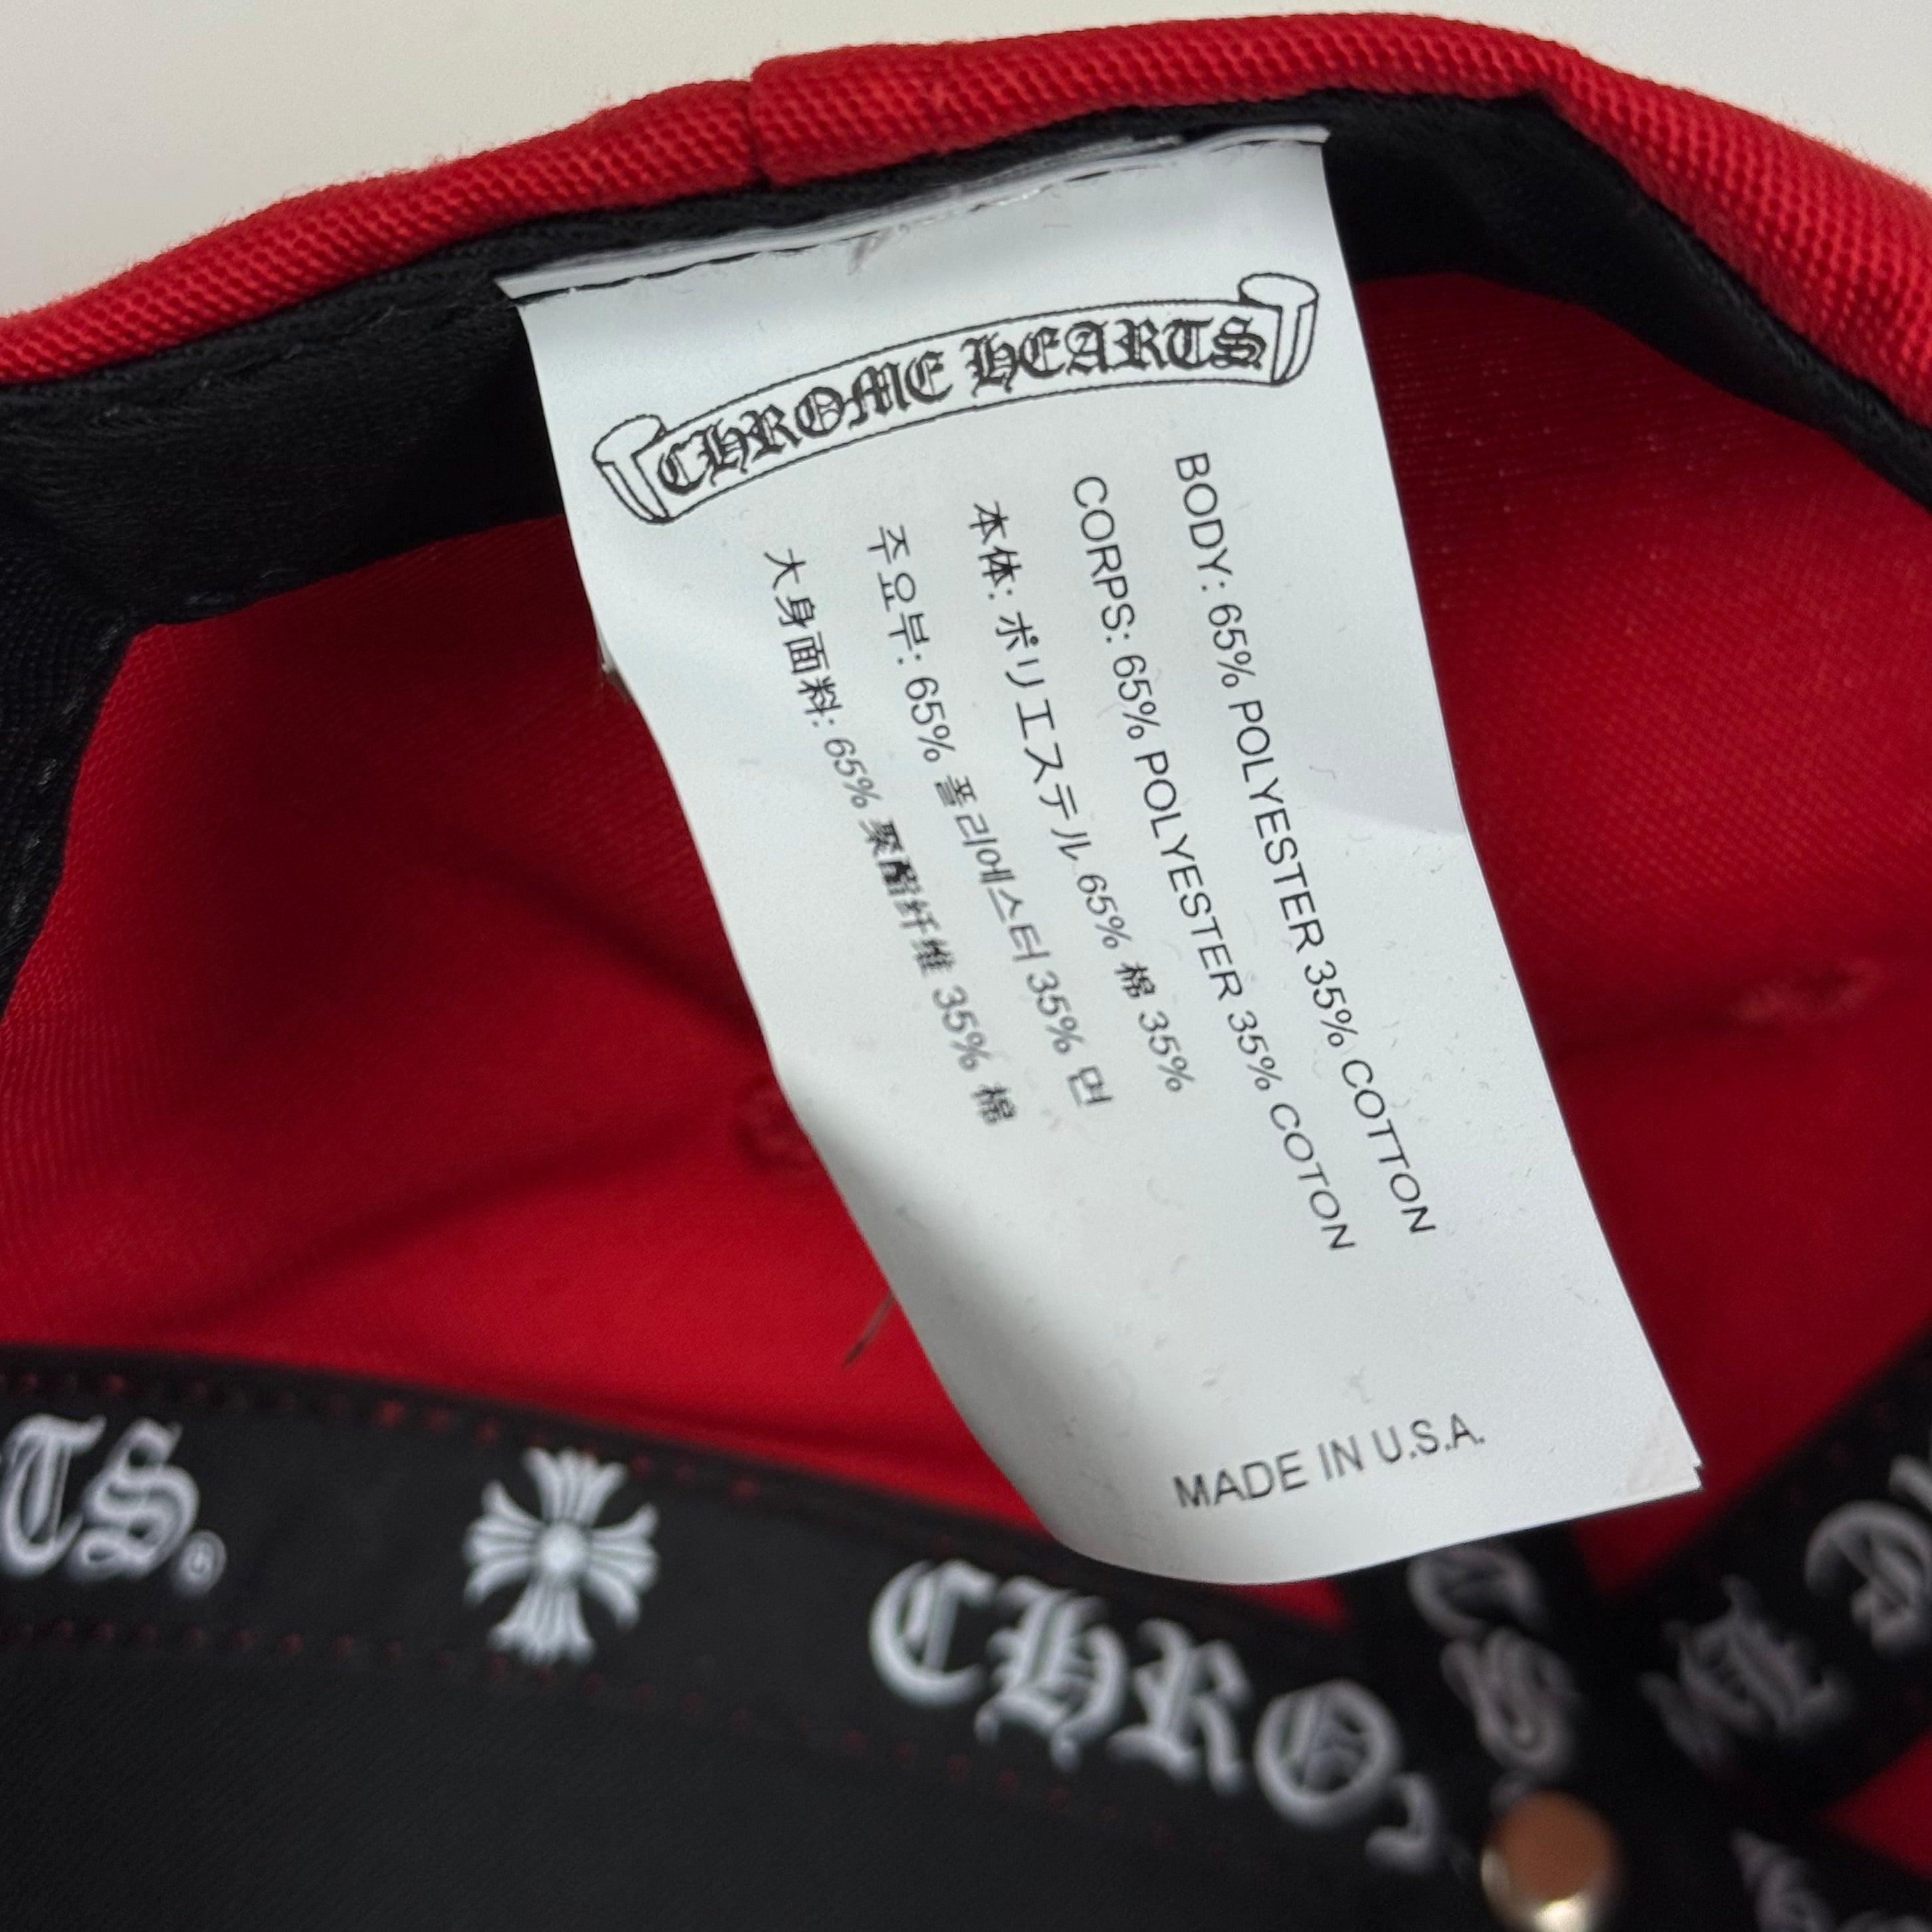 CHROME HEARTS
BODY: 65% POLYESTER 35% COTTON
CORPS: 65% POLYESTER 35% COTON
本体: ポリエステル 65% 棉 35%
주요부: 65% 폴리에스터 35% 면
大身面料: 65% 聚酯纤维 35% 棉
MADE IN U.S.A.
TS®
CHRO